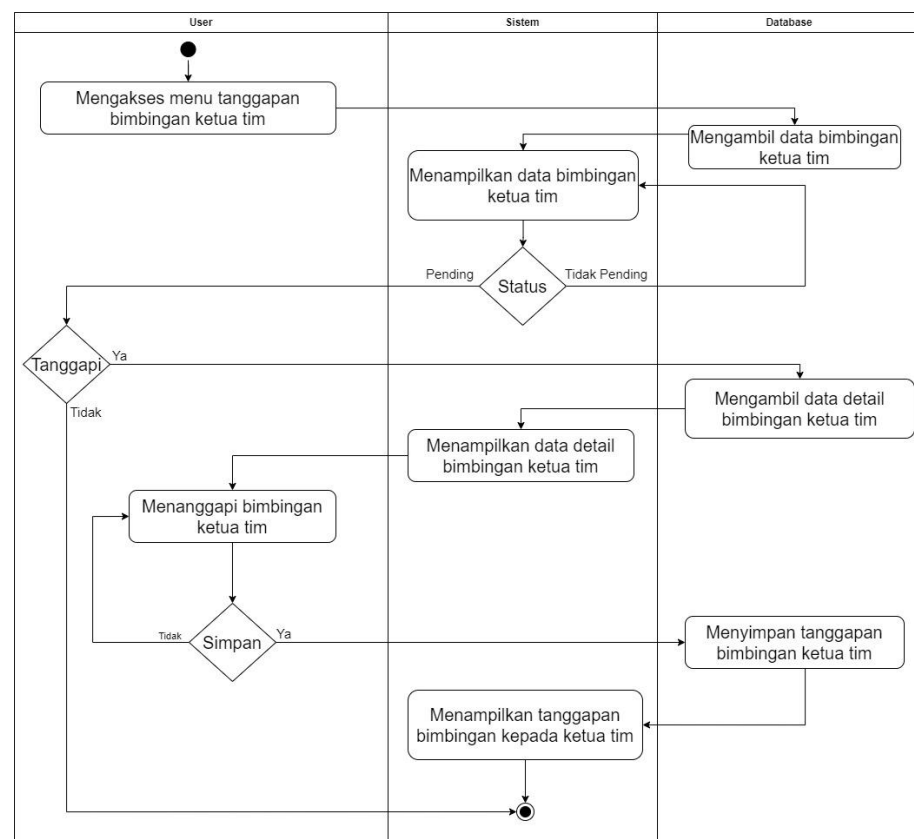 User
Sistem
Database
Mengakses menu tanggapan
bimbingan ketua tim
Mengambil data bimbingan
ketua tim
Menampilkan data bimbingan
ketua tim
Pending
Status
Tidak Pending
Tanggapi
Ya
Tidak
Mengambil data detail
bimbingan ketua tim
Menampilkan data detail
bimbingan ketua tim
Menanggapi bimbingan
ketua tim
Tidak
Simpan
Ya
Menyimpan tanggapan
bimbingan ketua tim
Menampilkan tanggapan
bimbingan kepada ketua tim